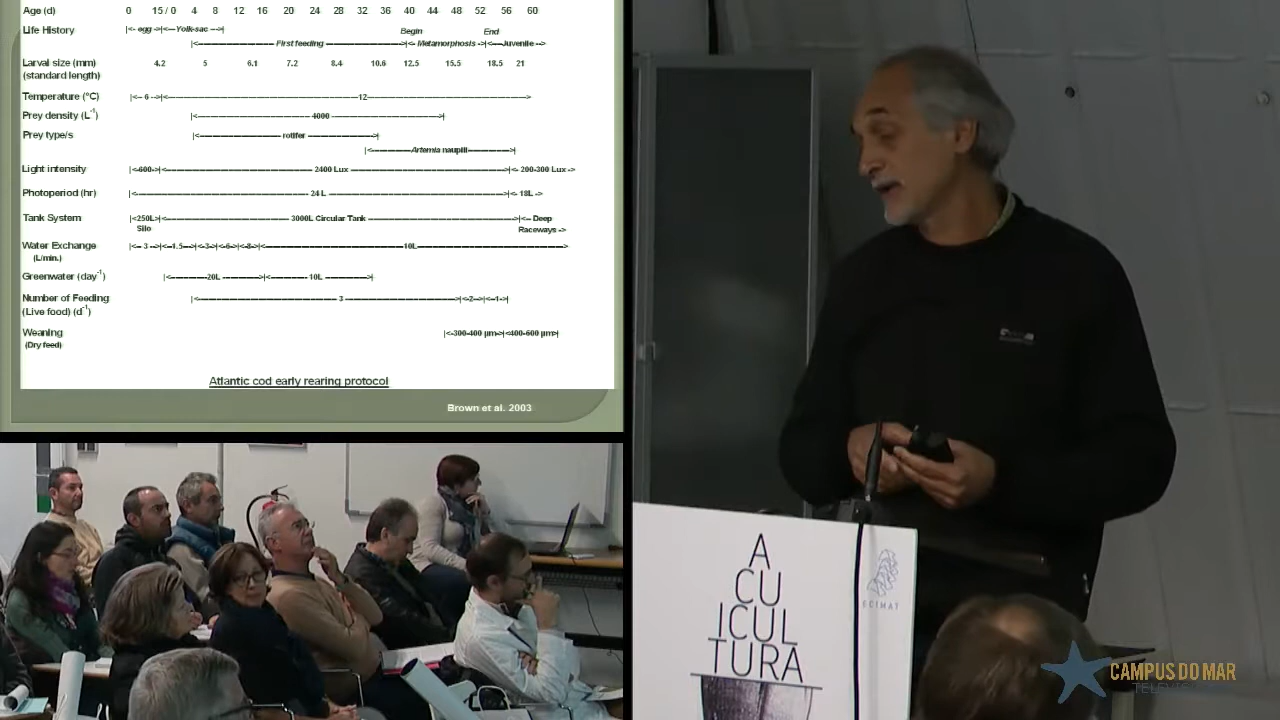 Age (d) 0 15 / 0 4 8 12 16 20 24 28 32 36 40 44 48 52 56 60
Life History |<- egg ->|<---Yolk-sac --->| Begin End
|<-------- First feeding --------->|<- Metamorphosis ->|<---Juvenile-->
Larval size (mm) 4.2 5 6.1 7.2 8.4 10.6 12.5 15.5 18.5 21
(standard length)
Temperature (°C) |<-- 6 -->|<-------- 12 -------->|
Prey density (L-1) |<-------- 4000 -------->|
Prey type/s |<-------- rotifer -------->|
|<--------Artemia nauplii-------->|
Light intensity |<-600->|<-------- 2400 Lux -------->|<- 200-300 Lux ->
Photoperiod (hr) |<-------- 24 L -------->|<- 18L ->
Tank System |<250L>|<-------- 3000L Circular Tank -------->|<-- Deep
Silo Raceways ->
Water Exchange |<-- 3 -->|<--1.5--->|<-3->|<-6->|<-8->|<--------10L-------->|
(L/min.)
Greenwater (day-1) |<--------20L -------->|<-------- 10L -------->|
Number of Feeding |<-------- 3 -------->|<-2-->|<--1-->|
(Live food) (d-1)
Weaning |<-300-400 µm->|<400-600 µm>|
(Dry feed)
Atlantic cod early rearing protocol
Brown et al. 2003
A
CU
ICUL
TURA
ECIMAT
CAMPUS DO MAR